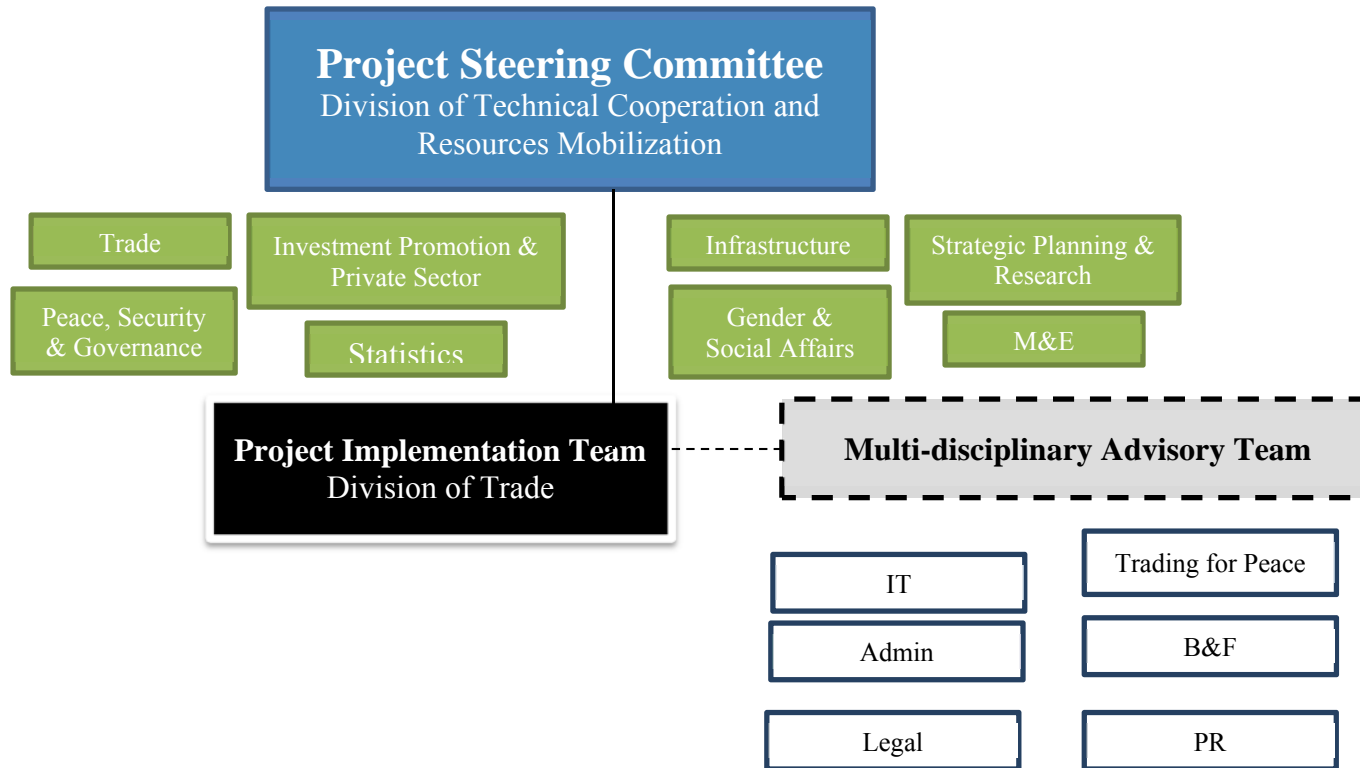 Project Steering Committee
Division of Technical Cooperation and
Resources Mobilization
Trade
Investment Promotion &
Private Sector
Infrastructure
Strategic Planning &
Research
Peace, Security
& Governance
Statistics
Gender &
Social Affairs
M&E
Project Implementation Team
Division of Trade
Multi-disciplinary Advisory Team
IT
Trading for Peace
Admin
B&F
Legal
PR